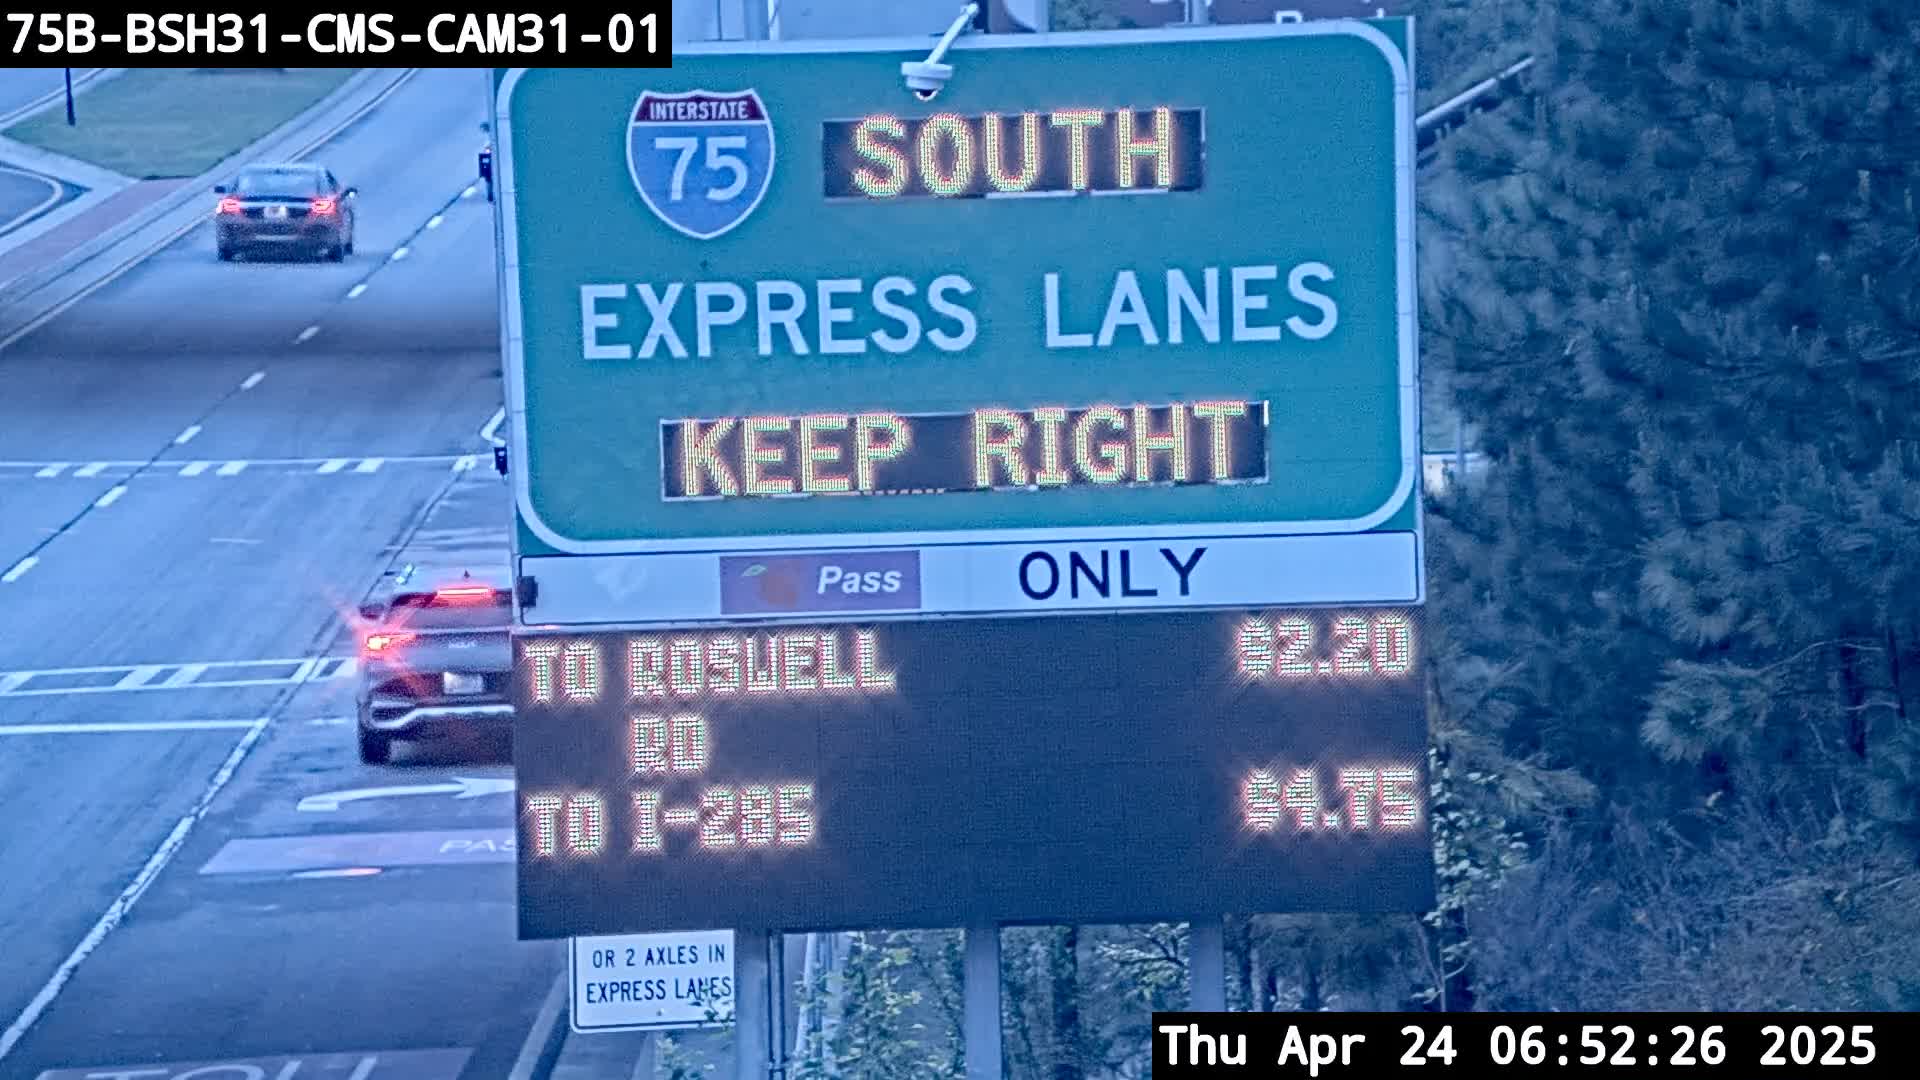 75B-BSH31-CMS-CAM31-01
INTERSTATE
75
SOUTH
EXPRESS LANES
KEEP RIGHT
Pass ONLY
TO ROSWELL $2.20
RD
TO I-285 $4.75
OR 2 AXLES IN
EXPRESS LANES
TOLL
Thu Apr 24 06:52:26 2025